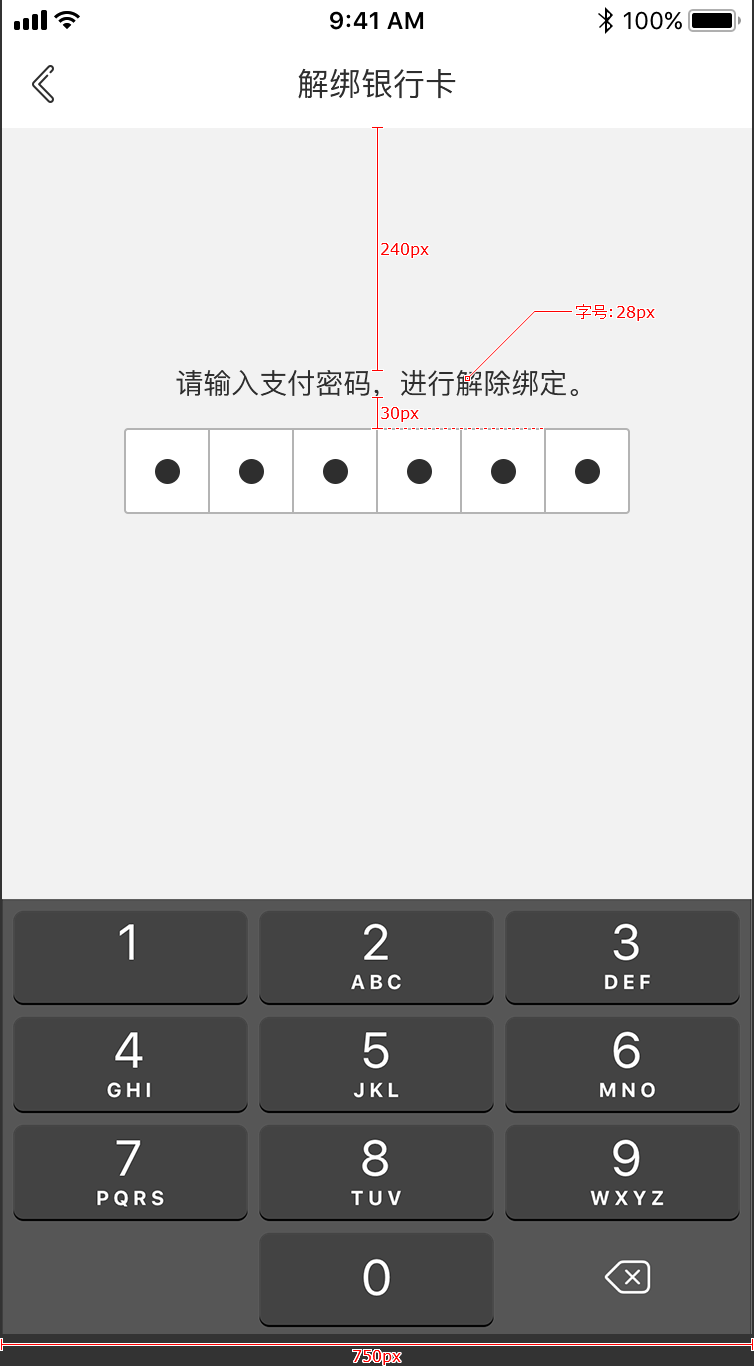 9:41 AM 100%
解绑银行卡
240px
字号:28px
请输入支付密码，进行解除绑定。
30px
1 2 3
ABC DEF
4 5 6
GHI JKL MNO
7 8 9
PQRS TUV WXYZ
0
750px